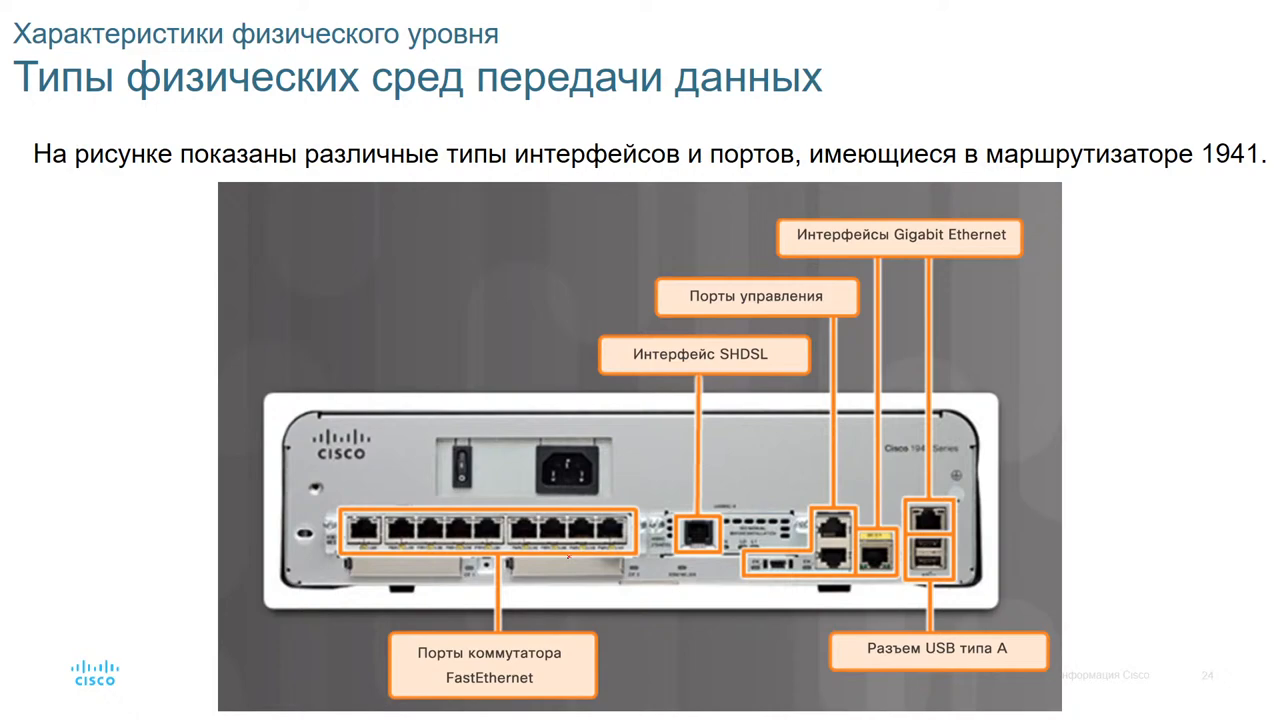 Характеристики физического уровня
Типы физических сред передачи данных
На рисунке показаны различные типы интерфейсов и портов, имеющиеся в маршрутизаторе 1941.
Интерфейсы Gigabit Ethernet
Порты управления
Интерфейс SHDSL
CISCO
Cisco Series
Порты коммутатора
FastEthernet
Разъем USB типа A
CISCO
Cisco
24